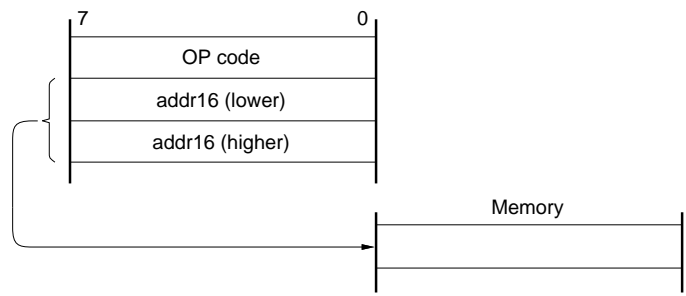 7 0
OP code
addr16 (lower)
addr16 (higher)
Memory